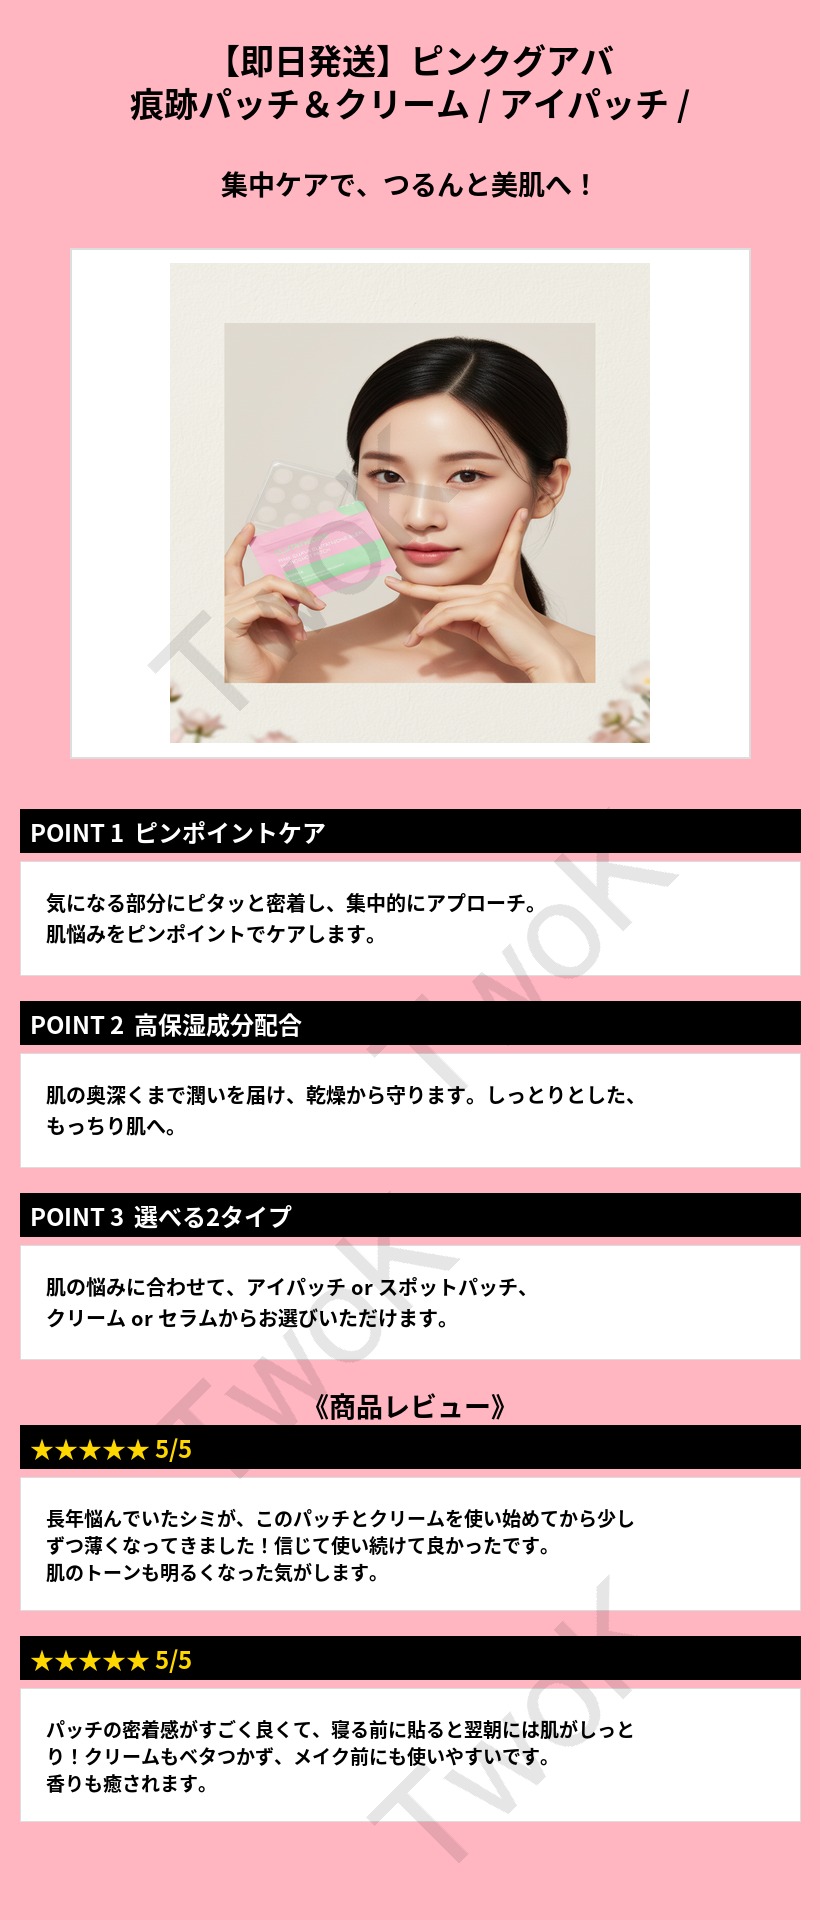 【即日発送】ピンクグアバ
痕跡パッチ＆クリーム / アイパッチ /
集中ケアで、つるんと美肌へ！
TwoK
POINT 1 ピンポイントケア
気になる部分にピタッと密着し、集中的にアプローチ。
肌悩みをピンポイントでケアします。
TwoK
POINT 2 高保湿成分配合
肌の奥深くまで潤いを届け、乾燥から守ります。しっとりとした、
もっちり肌へ。
POINT 3 選べる2タイプ
肌の悩みに合わせて、アイパッチ or スポットパッチ、
クリーム or セラムからお選びいただけます。
TwoK
《商品レビュー》
★★★★★ 5/5
長年悩んでいたシミが、このパッチとクリームを使い始めてから少し
ずつ薄くなってきました！信じて使い続けて良かったです。
肌のトーンも明るくなった気がします。
★★★★★ 5/5
パッチの密着感がすごく良くて、寝る前に貼ると翌朝には肌がしっと
り！クリームもベタつかず、メイク前にも使いやすいです。
香りも癒されます。
TwoK